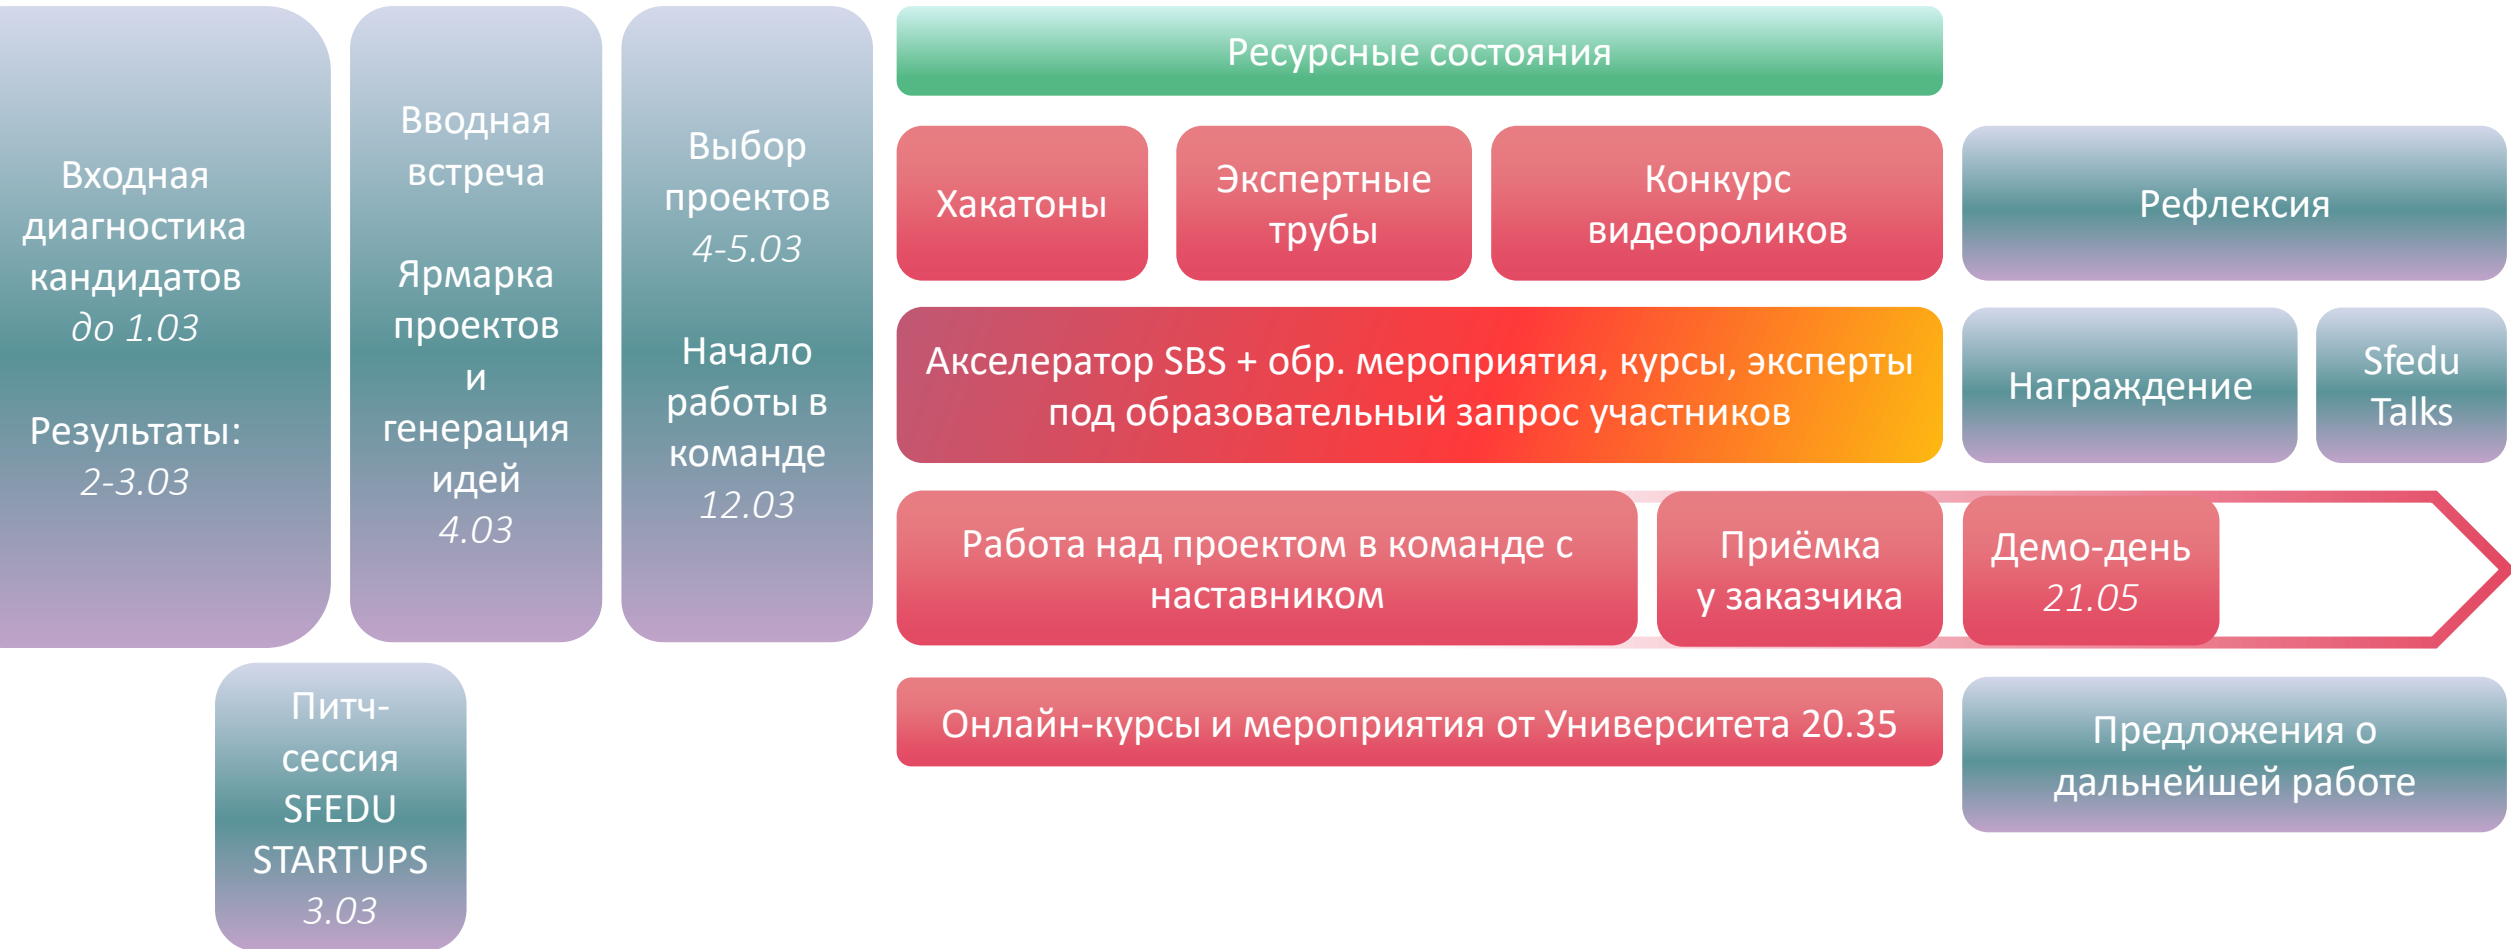 Входная
диагностика
кандидатов
до 1.03
Результаты:
2-3.03
Вводная
встреча
Ярмарка
проектов
и
генерация
идей
4.03
Выбор
проектов
4-5.03
Начало
работы в
команде
12.03
Питч-
сессия
SFEDU
STARTUPS
3.03
Ресурсные состояния
Хакатоны
Экспертные
трубы
Конкурс
видеороликов
Рефлексия
Акселератор SBS + обр. мероприятия, курсы, эксперты
под образовательный запрос участников
Награждение
Sfedu
Talks
Работа над проектом в команде с
наставником
Приёмка
у заказчика
Демо-день
21.05
Онлайн-курсы и мероприятия от Университета 20.35
Предложения о
дальнейшей работе